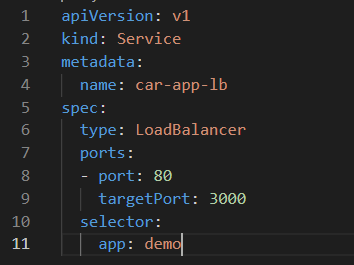 1 apiVersion: v1
2 kind: Service
3 metadata:
4   name: car-app-lb
5 spec:
6   type: LoadBalancer
7   ports:
8   - port: 80
9     targetPort: 3000
10   selector:
11     app: demo